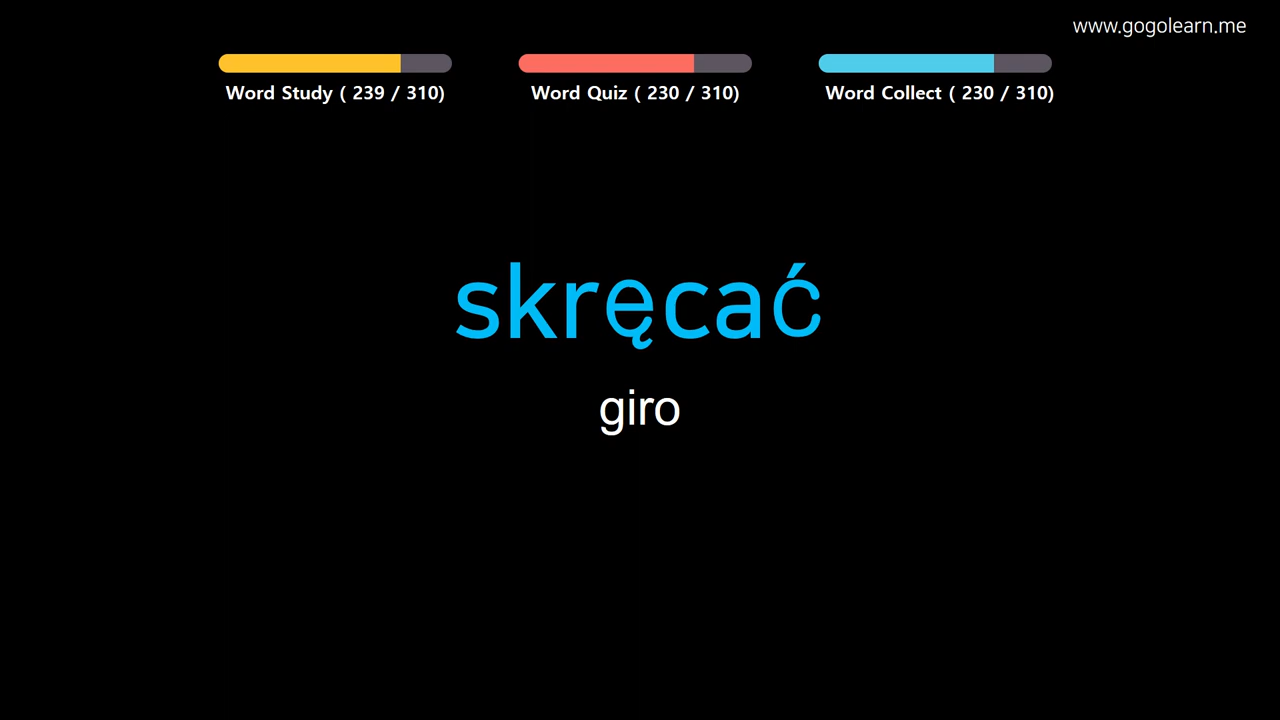 www.gogolearn.me
Word Study ( 239 / 310)
Word Quiz ( 230 / 310)
Word Collect ( 230 / 310)
skręcać
giro